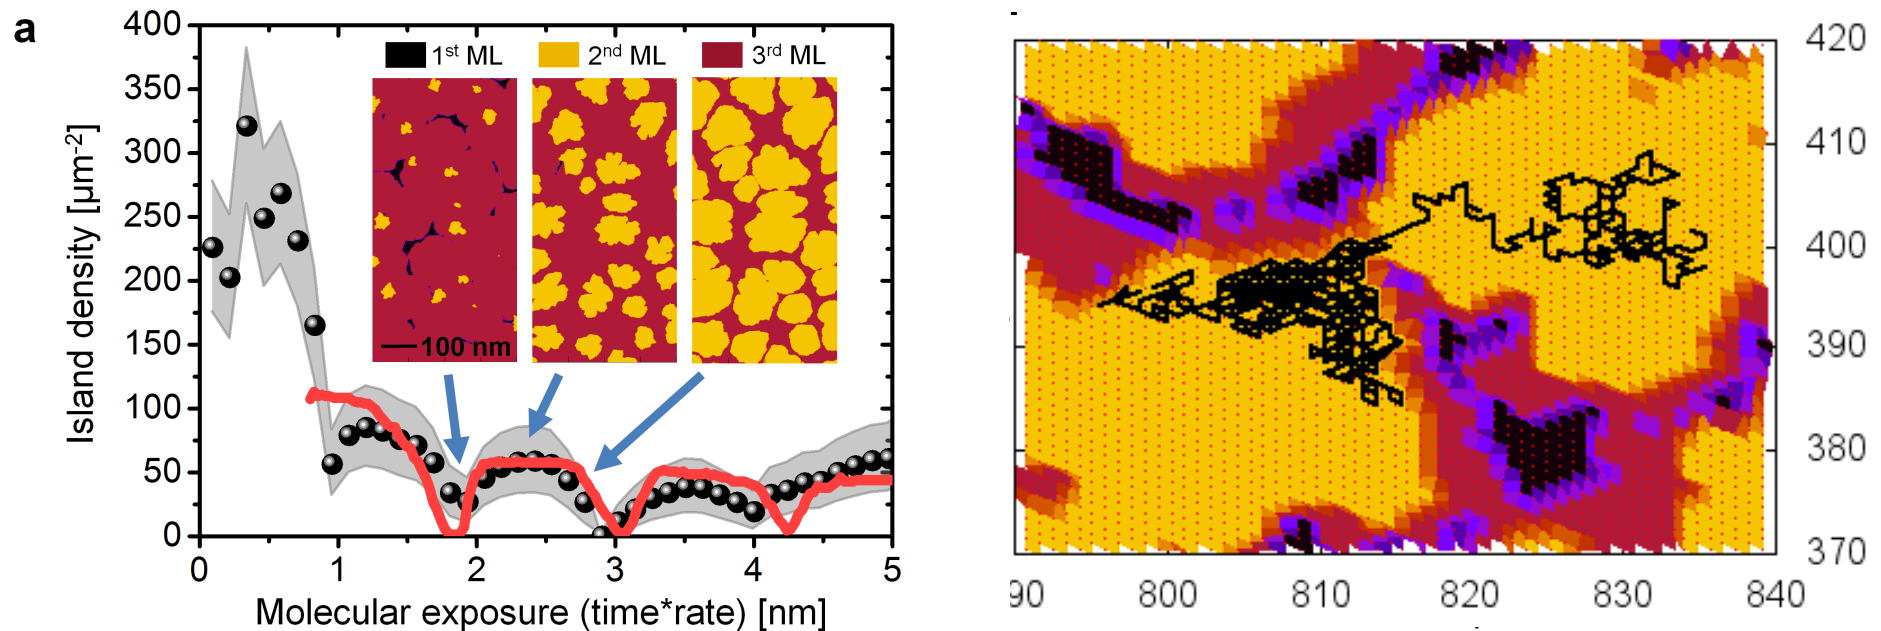 a
400
350
300
250
200
150
100
50
0
Island density [µm⁻²]
1st ML
2nd ML
3rd ML
100 nm
0 1 2 3 4 5
Molecular exposure (time*rate) [nm]
420
410
400
390
380
370
90 800 810 820 830 840